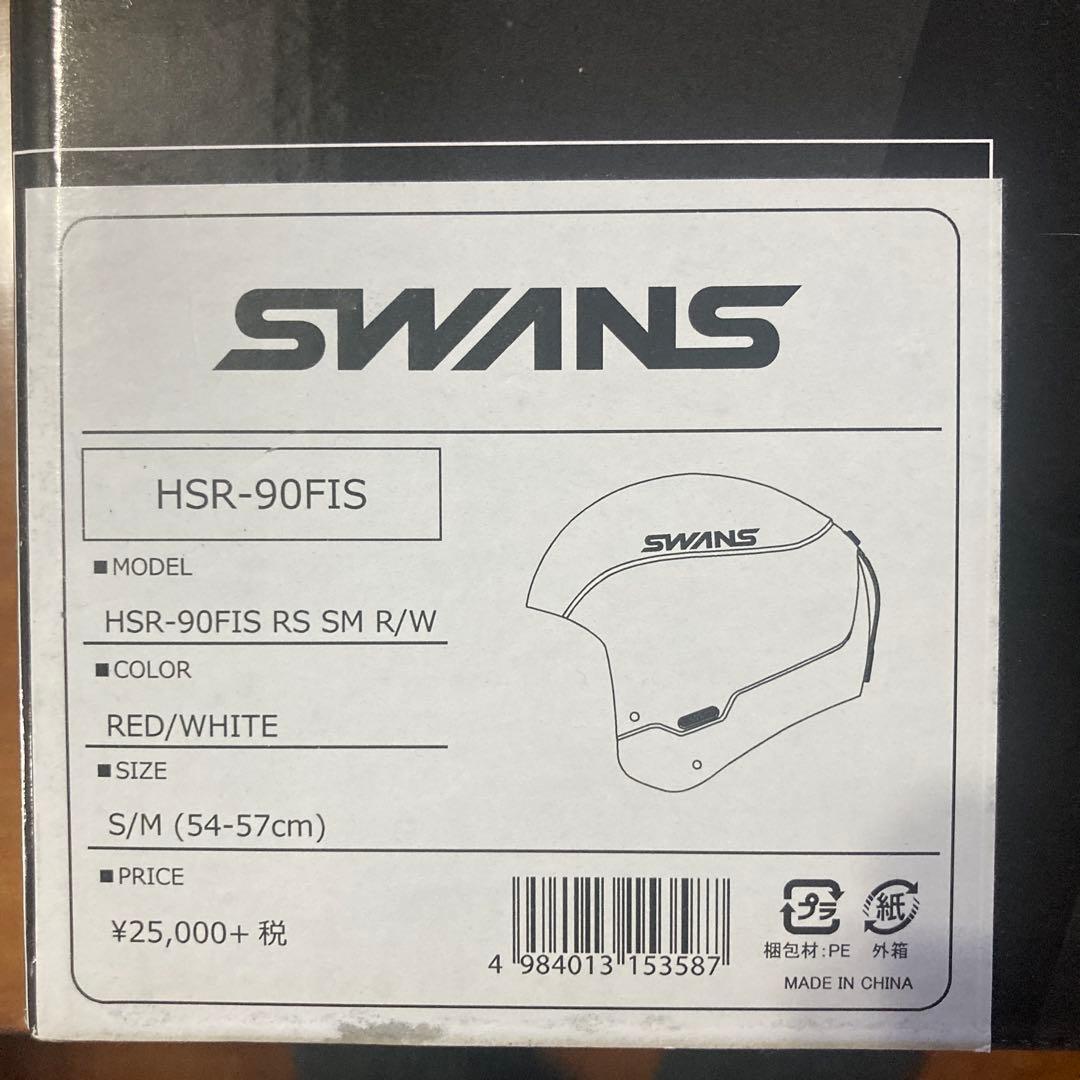 SWANS
HSR-90FIS
■MODEL
HSR-90FIS RS SM R/W
■COLOR
RED/WHITE
■SIZE
S/M (54-57cm)
■PRICE
¥25,000+ 税
SWANS
4 984013 153587
プラ
紙
梱包材:PE
外箱
MADE IN CHINA